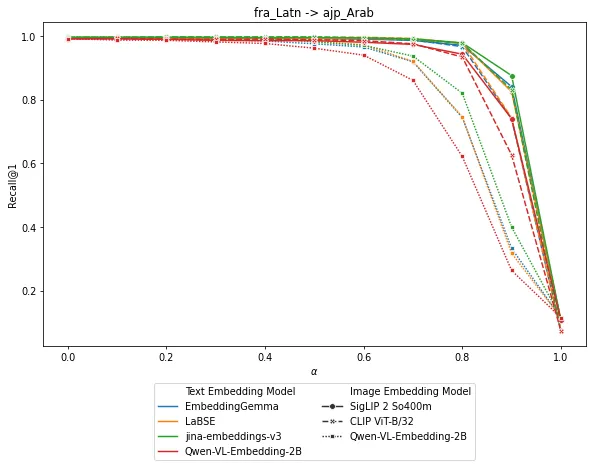 fra_Latn -> ajp_Arab
Recall@1
1.0
0.8
0.6
0.4
0.2
0.0 0.2 0.4 0.6 0.8 1.0
α
Text Embedding Model Image Embedding Model
EmbeddingGemma SigLIP 2 So400m
LaBSE CLIP ViT-B/32
jina-embeddings-v3 Qwen-VL-Embedding-2B
Qwen-VL-Embedding-2B